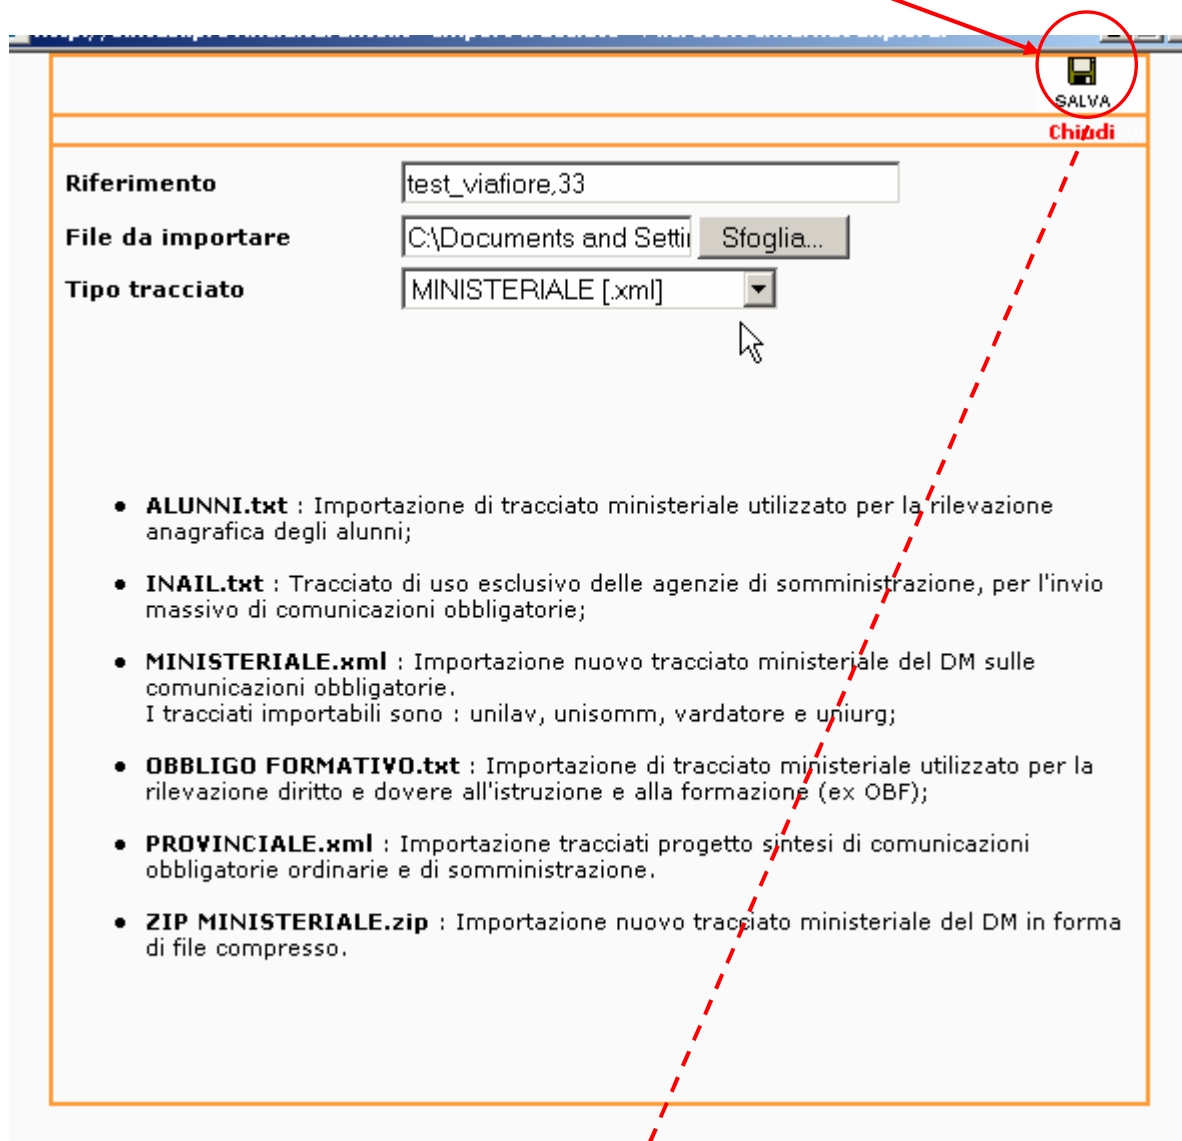 SALVA
Chiudi
Riferimento
test_viafiore,33
File da importare
C:\Documents and Settin
Sfoglia...
Tipo tracciato
MINISTERIALE [.xml]
• ALUNNI.txt : Importazione di tracciato ministeriale utilizzato per la rilevazione
anagrafica degli alunni;
• INAIL.txt : Tracciato di uso esclusivo delle agenzie di somministrazione, per l'invio
massivo di comunicazioni obbligatorie;
• MINISTERIALE.xml : Importazione nuovo tracciato ministeriale del DM sulle
comunicazioni obbligatorie.
I tracciati importabili sono : unilav, unisomm, vardatore e uniurg;
• OBBLIGO FORMATIVO.txt : Importazione di tracciato ministeriale utilizzato per la
rilevazione diritto e dovere all'istruzione e alla formazione (ex OBF);
• PROVINCIALE.xml : Importazione tracciati progetto sintesi di comunicazioni
obbligatorie ordinarie e di somministrazione.
• ZIP MINISTERIALE.zip : Importazione nuovo tracciato ministeriale del DM in forma
di file compresso.